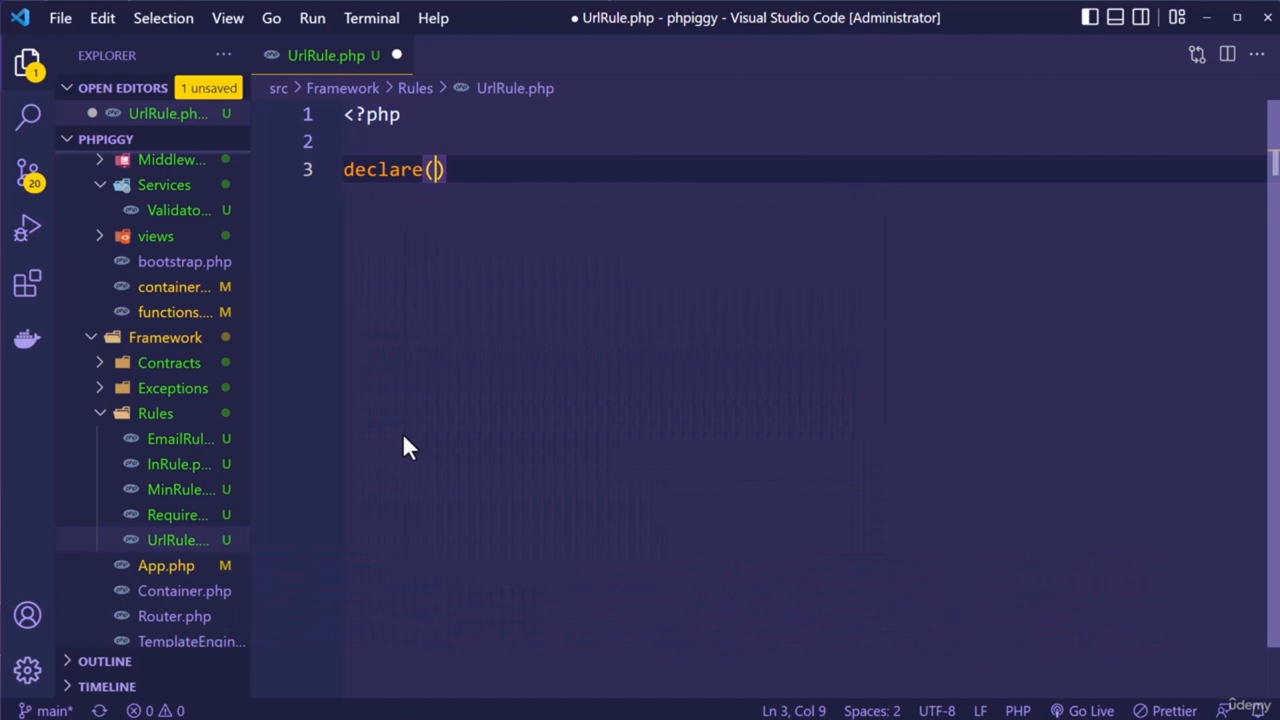 File Edit Selection View Go Run Terminal Help
● UrlRule.php - phpiggy - Visual Studio Code [Administrator]
EXPLORER ···
UrlRule.php U
OPEN EDITORS 1 unsaved
UrlRule.ph... U
src > Framework > Rules > UrlRule.php
PHPIGGY
Middlew...
Services
Validato... U
views
bootstrap.php
container... M
functions.... M
Framework
Contracts
Exceptions
Rules
EmailRul... U
InRule.p... U
MinRule.... U
Require... U
UrlRule.... U
App.php M
Container.php
Router.php
TemplateEngin...
OUTLINE
TIMELINE
1
20
1 <?php
2
3 declare()
main* 0 0
Ln 3, Col 9 Spaces: 2 UTF-8 LF PHP Go Live Prettier
ûdemy